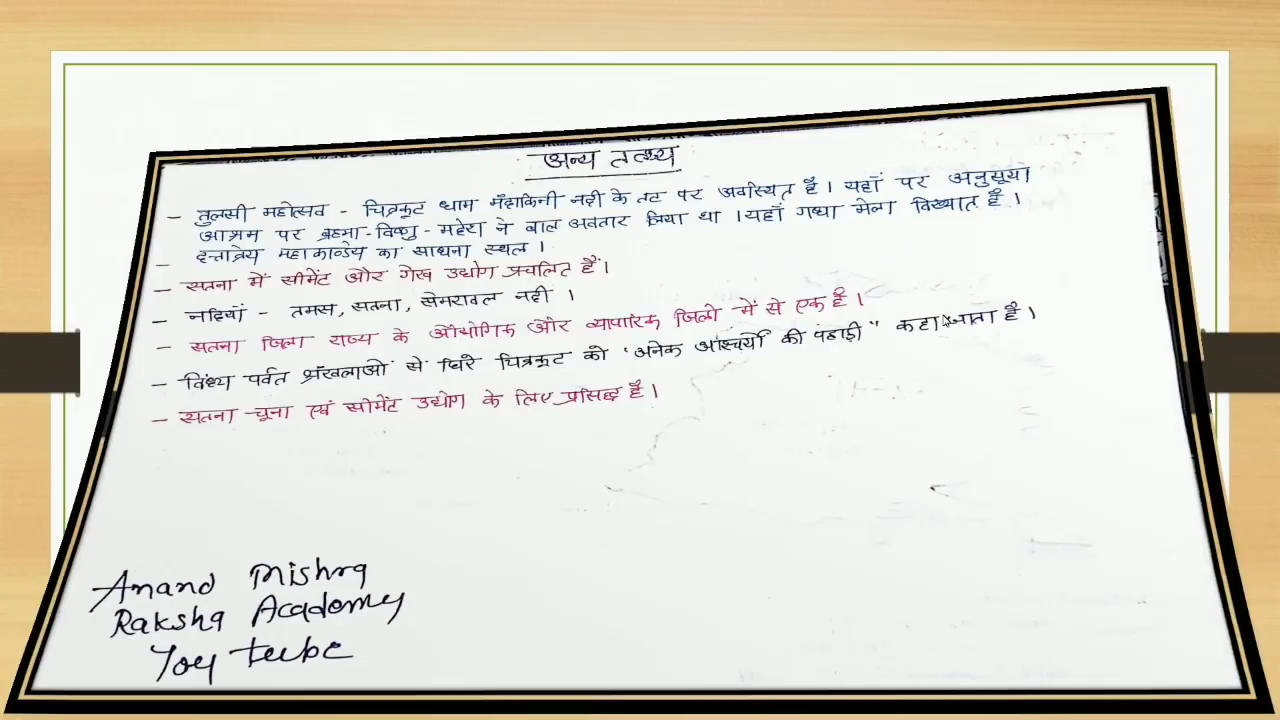 अन्य तत्थ्य
- तुलसी महोत्सव - चित्रकूट धाम मँदाकिनी नदी के तट पर अवस्थित है। यहाँ पर अनुसूया
आश्रम पर ब्रहमा-विष्णु-महेश ने बाल अवतार लिया था। यहाँ गधा मेला विख्यात है।
- दत्तात्रेय महाकाव्य का साधना स्थल।
- सतना में सीमेंट और गेरू उद्योग प्रचलित हैं।
- नदियाँ - तमस, सतना, सेमरावल नदी।
- सतना जिला राज्य के औद्योगिक और व्यापारिक जिलो में से एक है।
- विंध्य पर्वत श्रंखलाओं से घिरे चित्रकूट को "अनेक आश्चर्यो की पहाड़ी" कहा जाता है।
- सतना चूना एवं सीमेंट उद्योग के लिए प्रसिद्ध है।
Anand Mishra
Raksha Academy
You tube